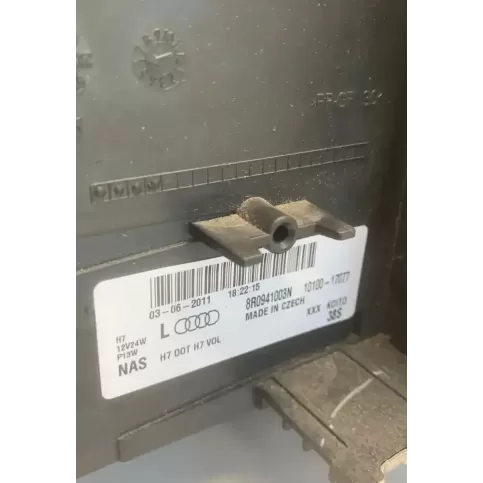 03-06-2011 18:22:15 8R0941003N 10100-17077
H7
12V24W
P13W
NAS
L
MADE IN CZECH
XXX KOITO
H7 DOT H7 VOL
38S